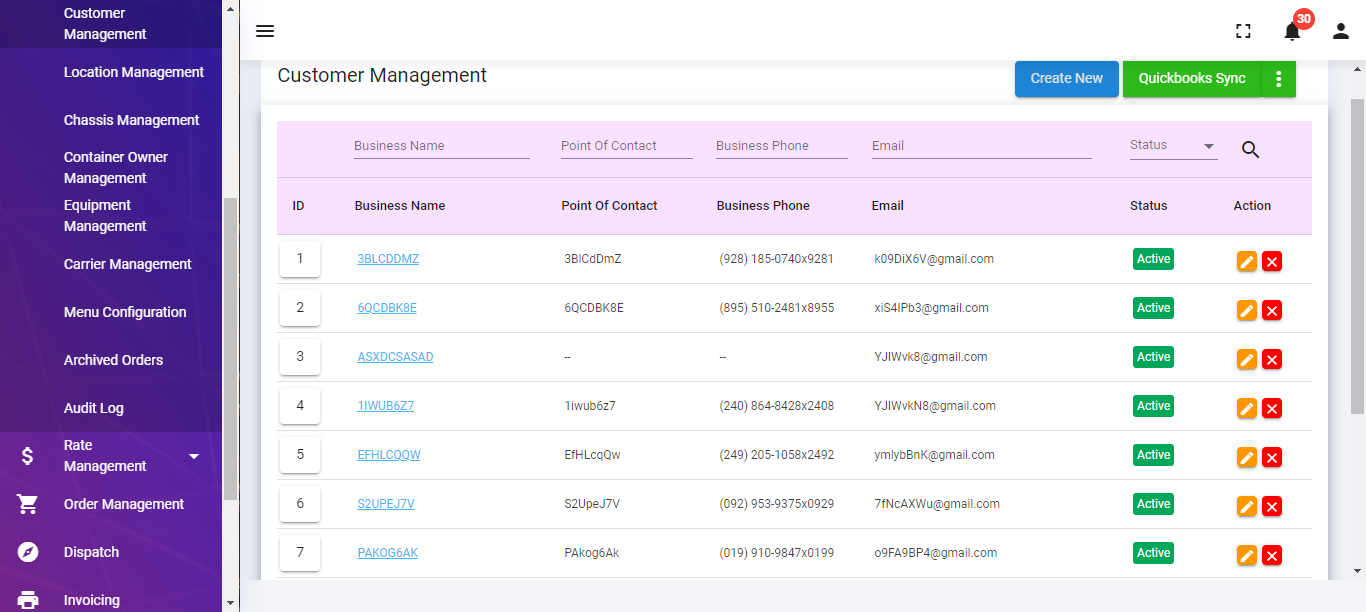 Customer
Management
Location Management
Chassis Management
Container Owner
Management
Equipment
Management
Carrier Management
Menu Configuration
Archived Orders
Audit Log
Rate
Management
Order Management
Dispatch
Invoicing
30
Customer Management
Create New
Quickbooks Sync
Business Name Point Of Contact Business Phone Email Status
ID Business Name Point Of Contact Business Phone Email Status Action
1 3BLCDDMZ 3BlCdDmZ (928) 185-0740x9281 k09DiX6V@gmail.com Active
2 6QCDBK8E 6QCDBK8E (895) 510-2481x8955 xiS4IPb3@gmail.com Active
3 ASXDCSASAD -- -- YJIWvk8@gmail.com Active
4 1IWUB6Z7 1iwub6z7 (240) 864-8428x2408 YJIWvkN8@gmail.com Active
5 EFHLCQQW EfHLcqQw (249) 205-1058x2492 ymlybBnK@gmail.com Active
6 S2UPEJ7V S2UpeJ7V (092) 953-9375x0929 7fNcAXWu@gmail.com Active
7 PAKOG6AK PAkog6Ak (019) 910-9847x0199 o9FA9BP4@gmail.com Active